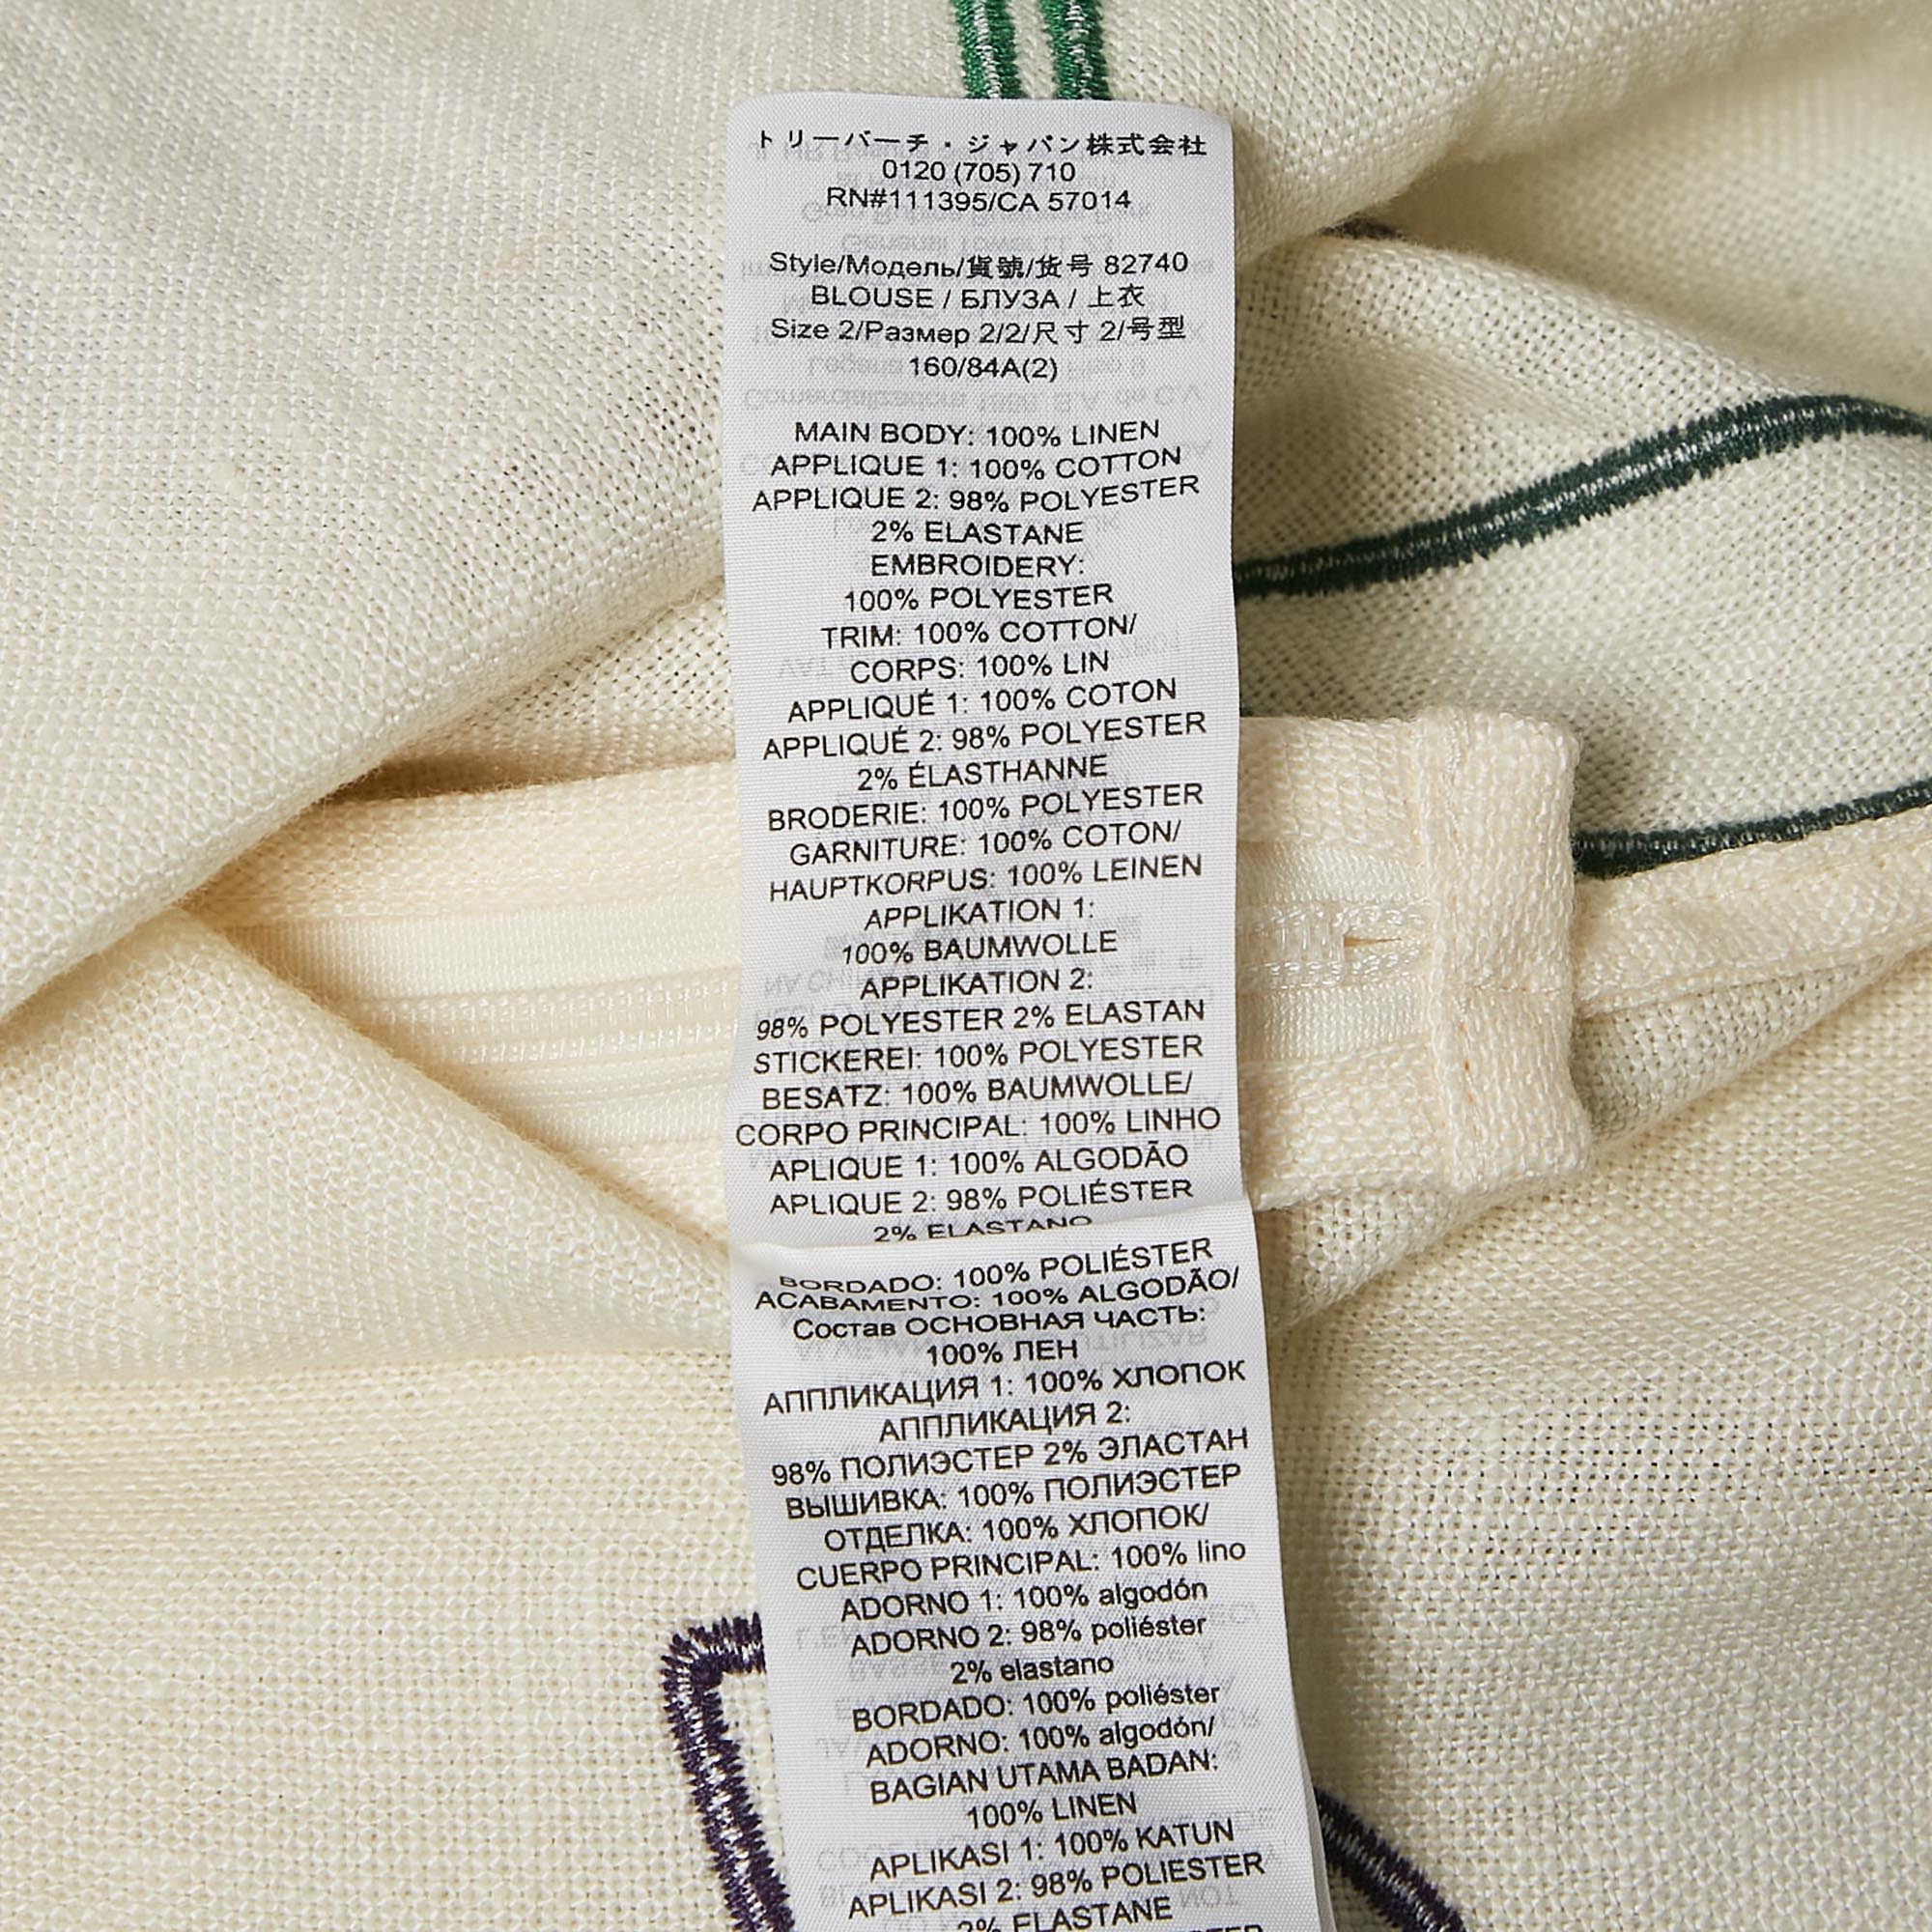 トリーバーチ・ジャパン株式会社
0120 (705) 710
RN#111395/CA 57014
Style/Модель/貨號/货号 82740
BLOUSE / БЛУЗА / 上衣
Size 2/Размер 2/2/尺寸 2/号型
160/84A(2)
MAIN BODY: 100% LINEN
APPLIQUE 1: 100% COTTON
APPLIQUE 2: 98% POLYESTER
2% ELASTANE
EMBROIDERY:
100% POLYESTER
TRIM: 100% COTTON/
CORPS: 100% LIN
APPLIQUÉ 1: 100% COTON
APPLIQUÉ 2: 98% POLYESTER
2% ÉLASTHANNE
BRODERIE: 100% POLYESTER
GARNITURE: 100% COTON/
HAUPTKORPUS: 100% LEINEN
APPLIKATION 1:
100% BAUMWOLLE
APPLIKATION 2:
98% POLYESTER 2% ELASTAN
STICKEREI: 100% POLYESTER
BESATZ: 100% BAUMWOLLE/
CORPO PRINCIPAL: 100% LINHO
APLIQUE 1: 100% ALGODÃO
APLIQUE 2: 98% POLIÉSTER
2% ELASTANO
BORDADO: 100% POLIÉSTER
ACABAMENTO: 100% ALGODÃO/
Состав ОСНОВНАЯ ЧАСТЬ:
100% ЛЕН
АППЛИКАЦИЯ 1: 100% ХЛОПОК
АППЛИКАЦИЯ 2:
98% ПОЛИЭСТЕР 2% ЭЛАСТАН
ВЫШИВКА: 100% ПОЛИЭСТЕР
ОТДЕЛКА: 100% ХЛОПОК/
CUERPO PRINCIPAL: 100% lino
ADORNO 1: 100% algodón
ADORNO 2: 98% poliéster
2% elastano
BORDADO: 100% poliéster
ADORNO: 100% algodón/
BAGIAN UTAMA BADAN:
100% LINEN
APLIKASI 1: 100% KATUN
APLIKASI 2: 98% POLIESTER
2% ELASTANE